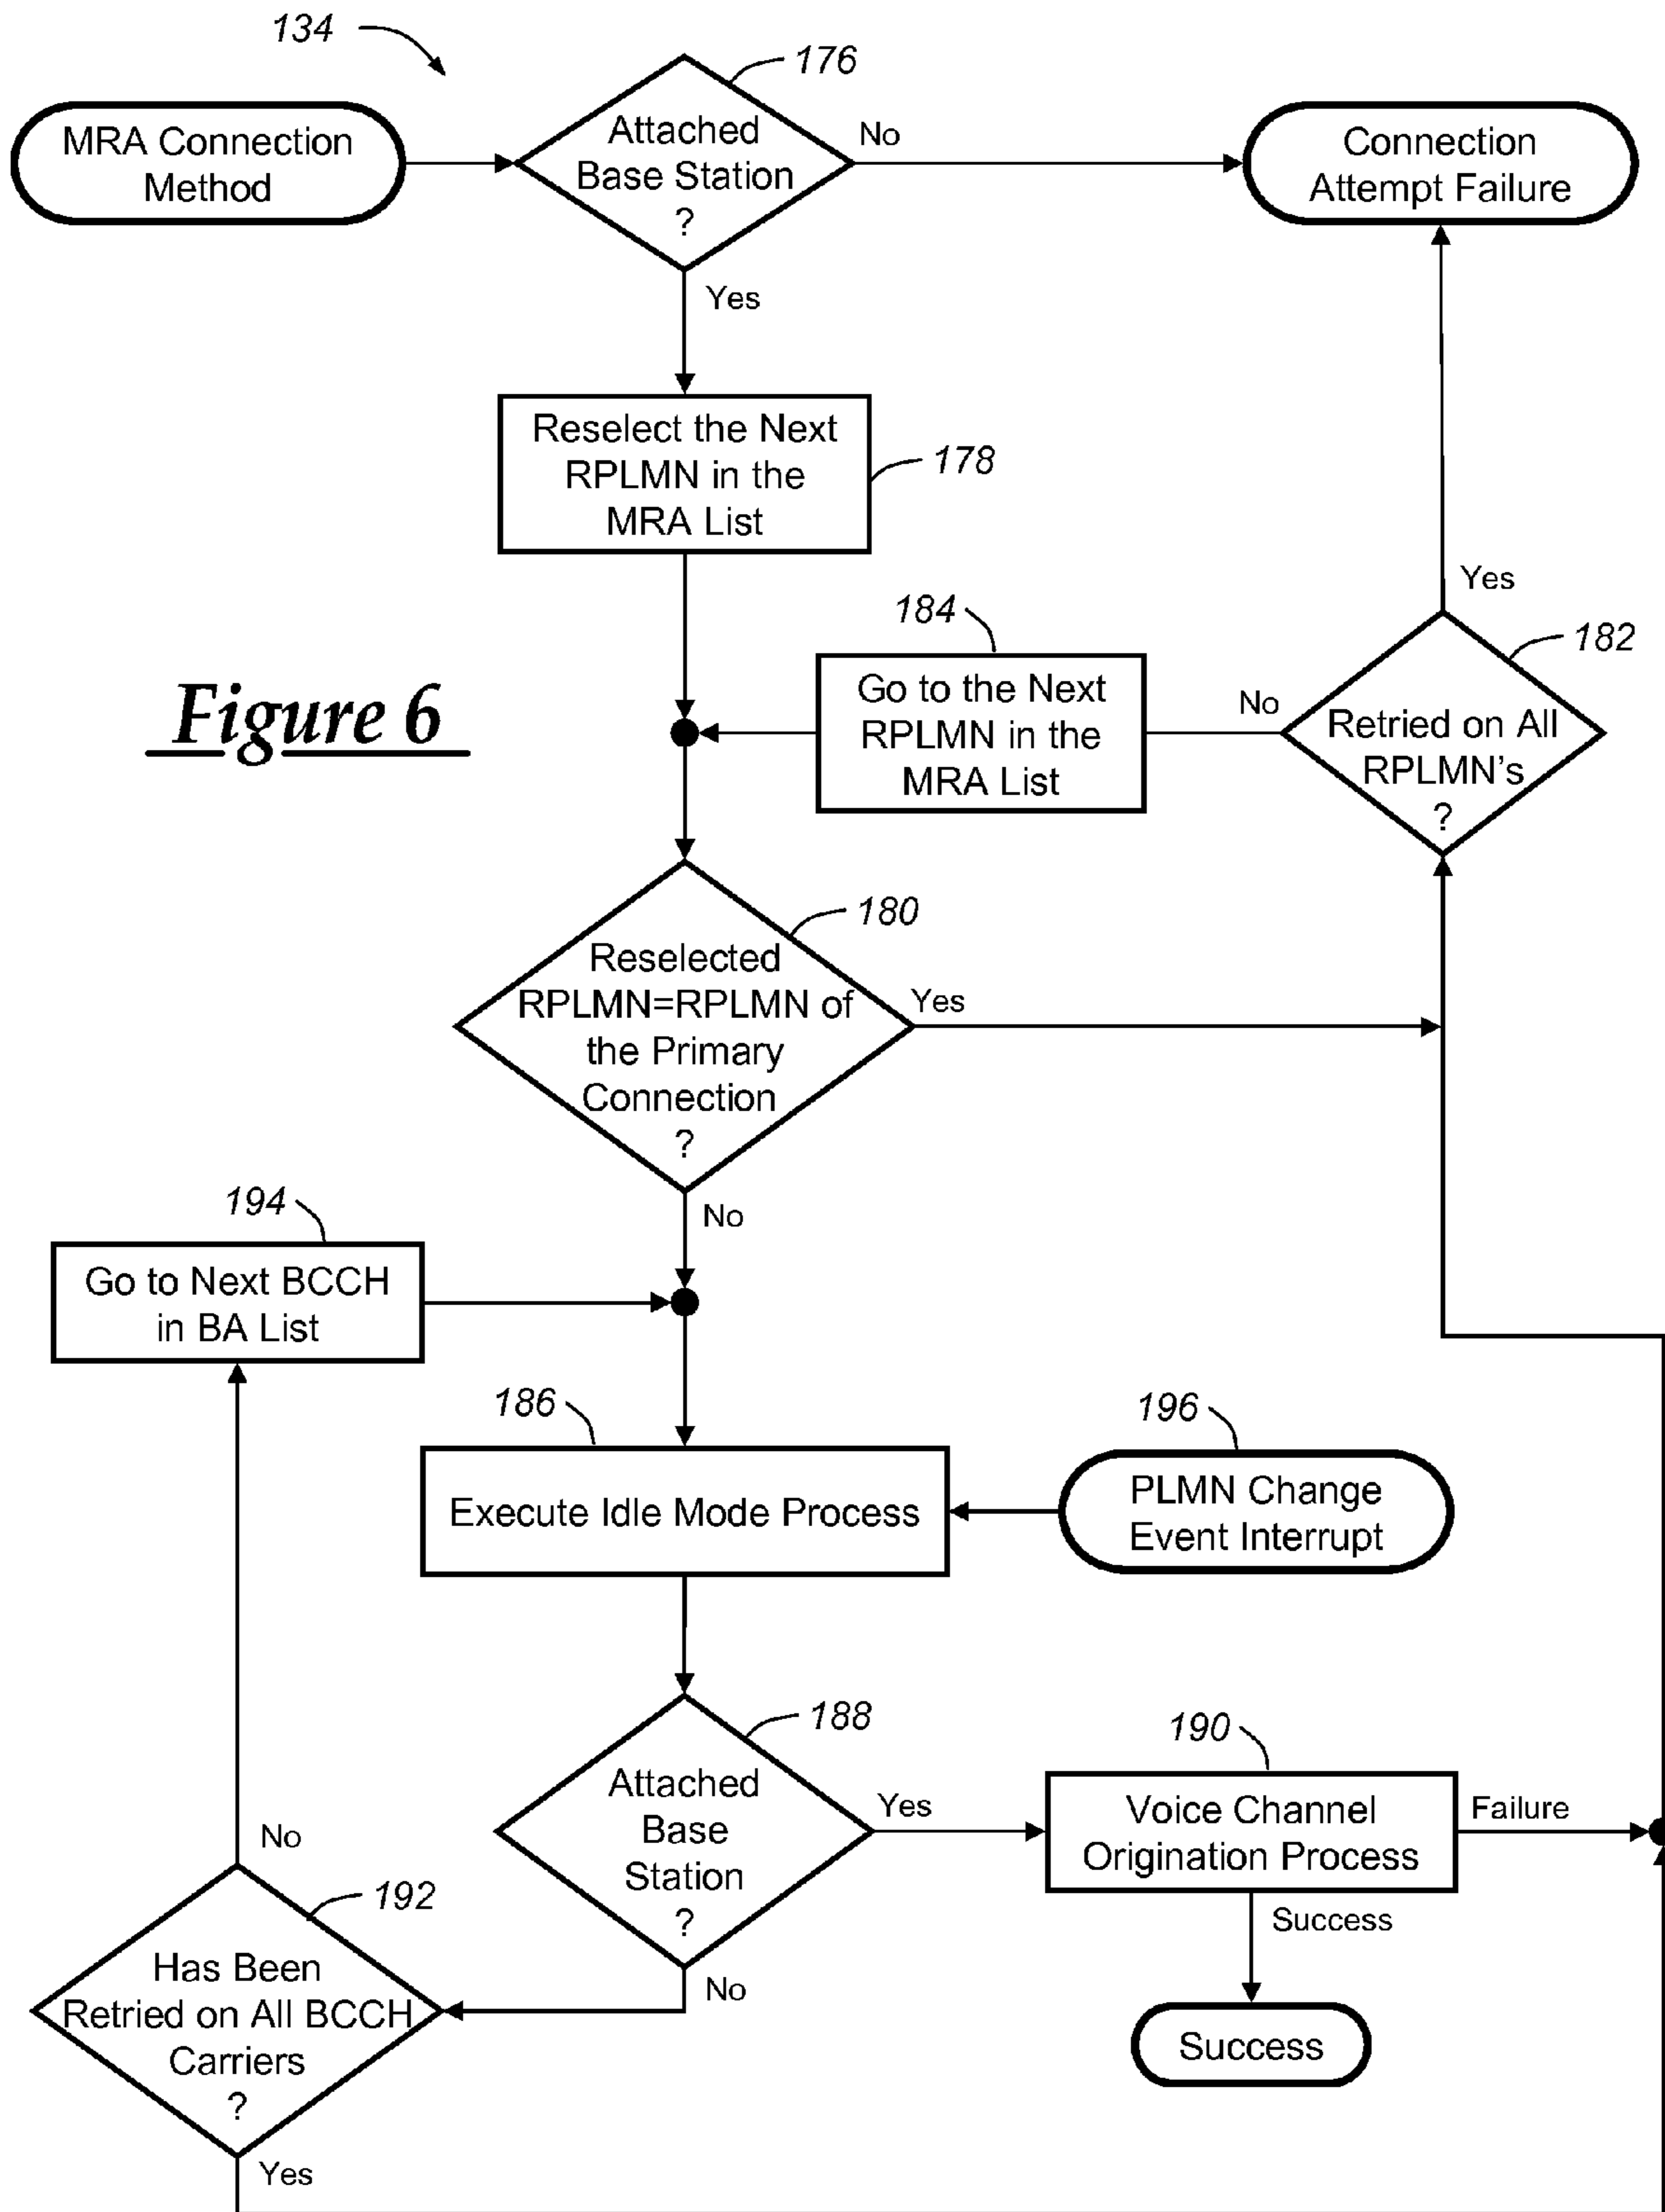 134
176
MRA Connection
Method
Attached
Base Station
?
No
Connection
Attempt Failure
Yes
Reselect the Next
RPLMN in the
MRA List
178
Yes
184
182
Figure 6
Go to the Next
RPLMN in the
MRA List
No
Retried on All
RPLMN's
?
180
Reselected
RPLMN=RPLMN of
the Primary
Connection
?
Yes
No
194
Go to Next BCCH
in BA List
186
196
Execute Idle Mode Process
PLMN Change
Event Interrupt
188
190
Attached
Base
Station
?
Yes
Voice Channel
Origination Process
Failure
No
192
Success
No
Has Been
Retried on All BCCH
Carriers
?
Success
Yes